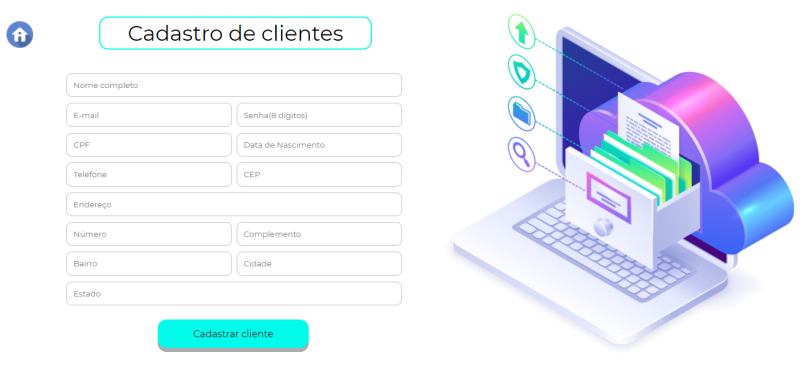 Cadastro de clientes
Nome completo
E-mail
Senha(8 digitos)
CPF
Data de Nascimento
Telefone
CEP
Endereço
Número
Complemento
Bairro
Cidade
Estado
Cadastrar cliente